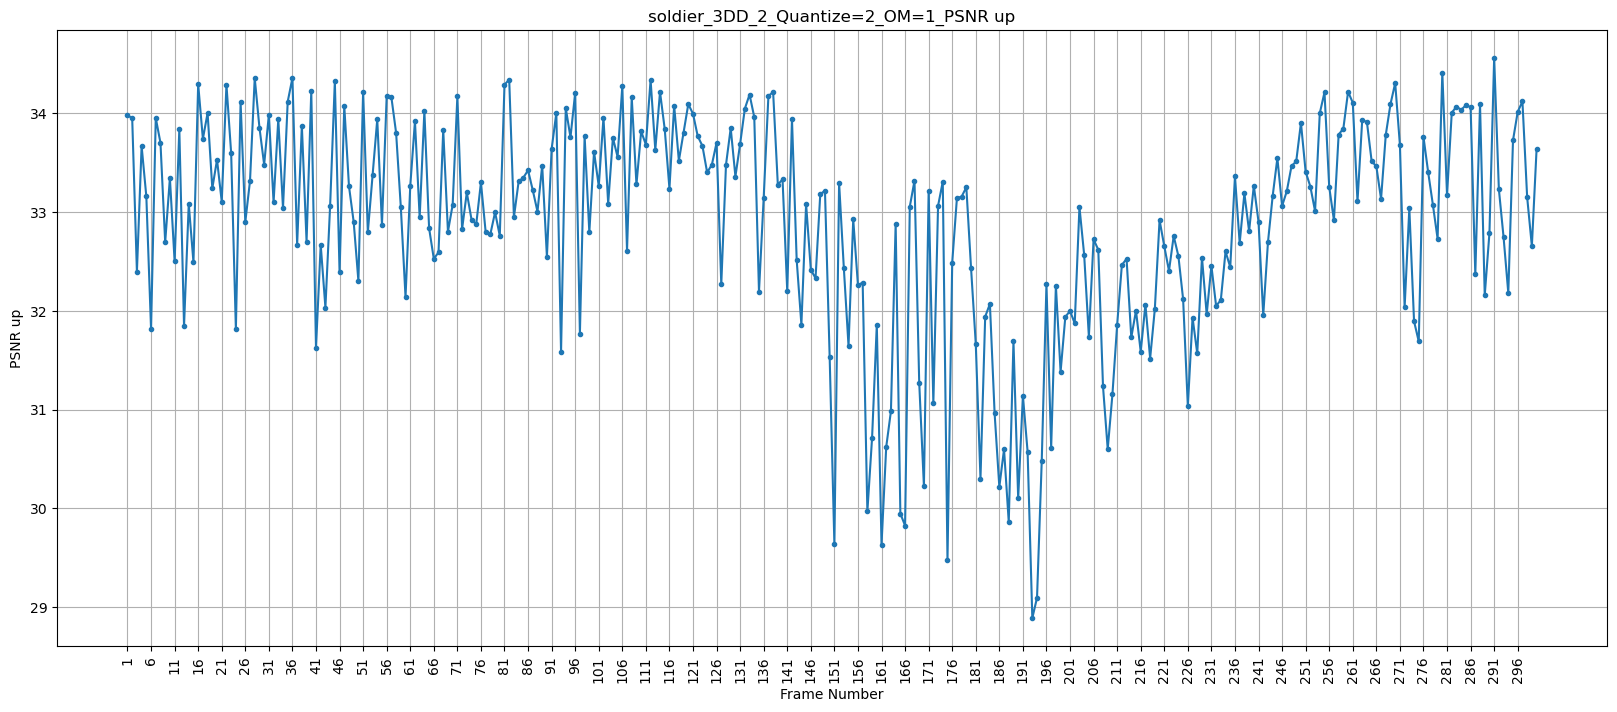 soldier_3DD_2_Quantize=2_OM=1_PSNR up
PSNR up
34
33
32
31
30
29
1 6 11 16 21 26 31 36 41 46 51 56 61 66 71 76 81 86 91 96 101 106 111 116 121 126 131 136 141 146 151 156 161 166 171 176 181 186 191 196 201 206 211 216 221 226 231 236 241 246 251 256 261 266 271 276 281 286 291 296
Frame Number